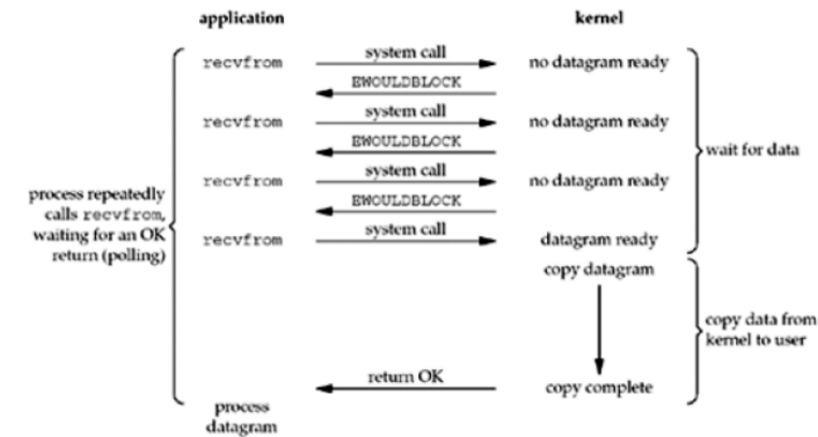 application kernel
recvfrom system call no datagram ready
EWOULDBLOCK
recvfrom system call no datagram ready
EWOULDBLOCK
recvfrom system call no datagram ready
EWOULDBLOCK
recvfrom system call datagram ready
wait for data
process repeatedly
calls recvfrom,
waiting for an OK
return (polling)
copy datagram
copy data from
kernel to user
return OK copy complete
process
datagram